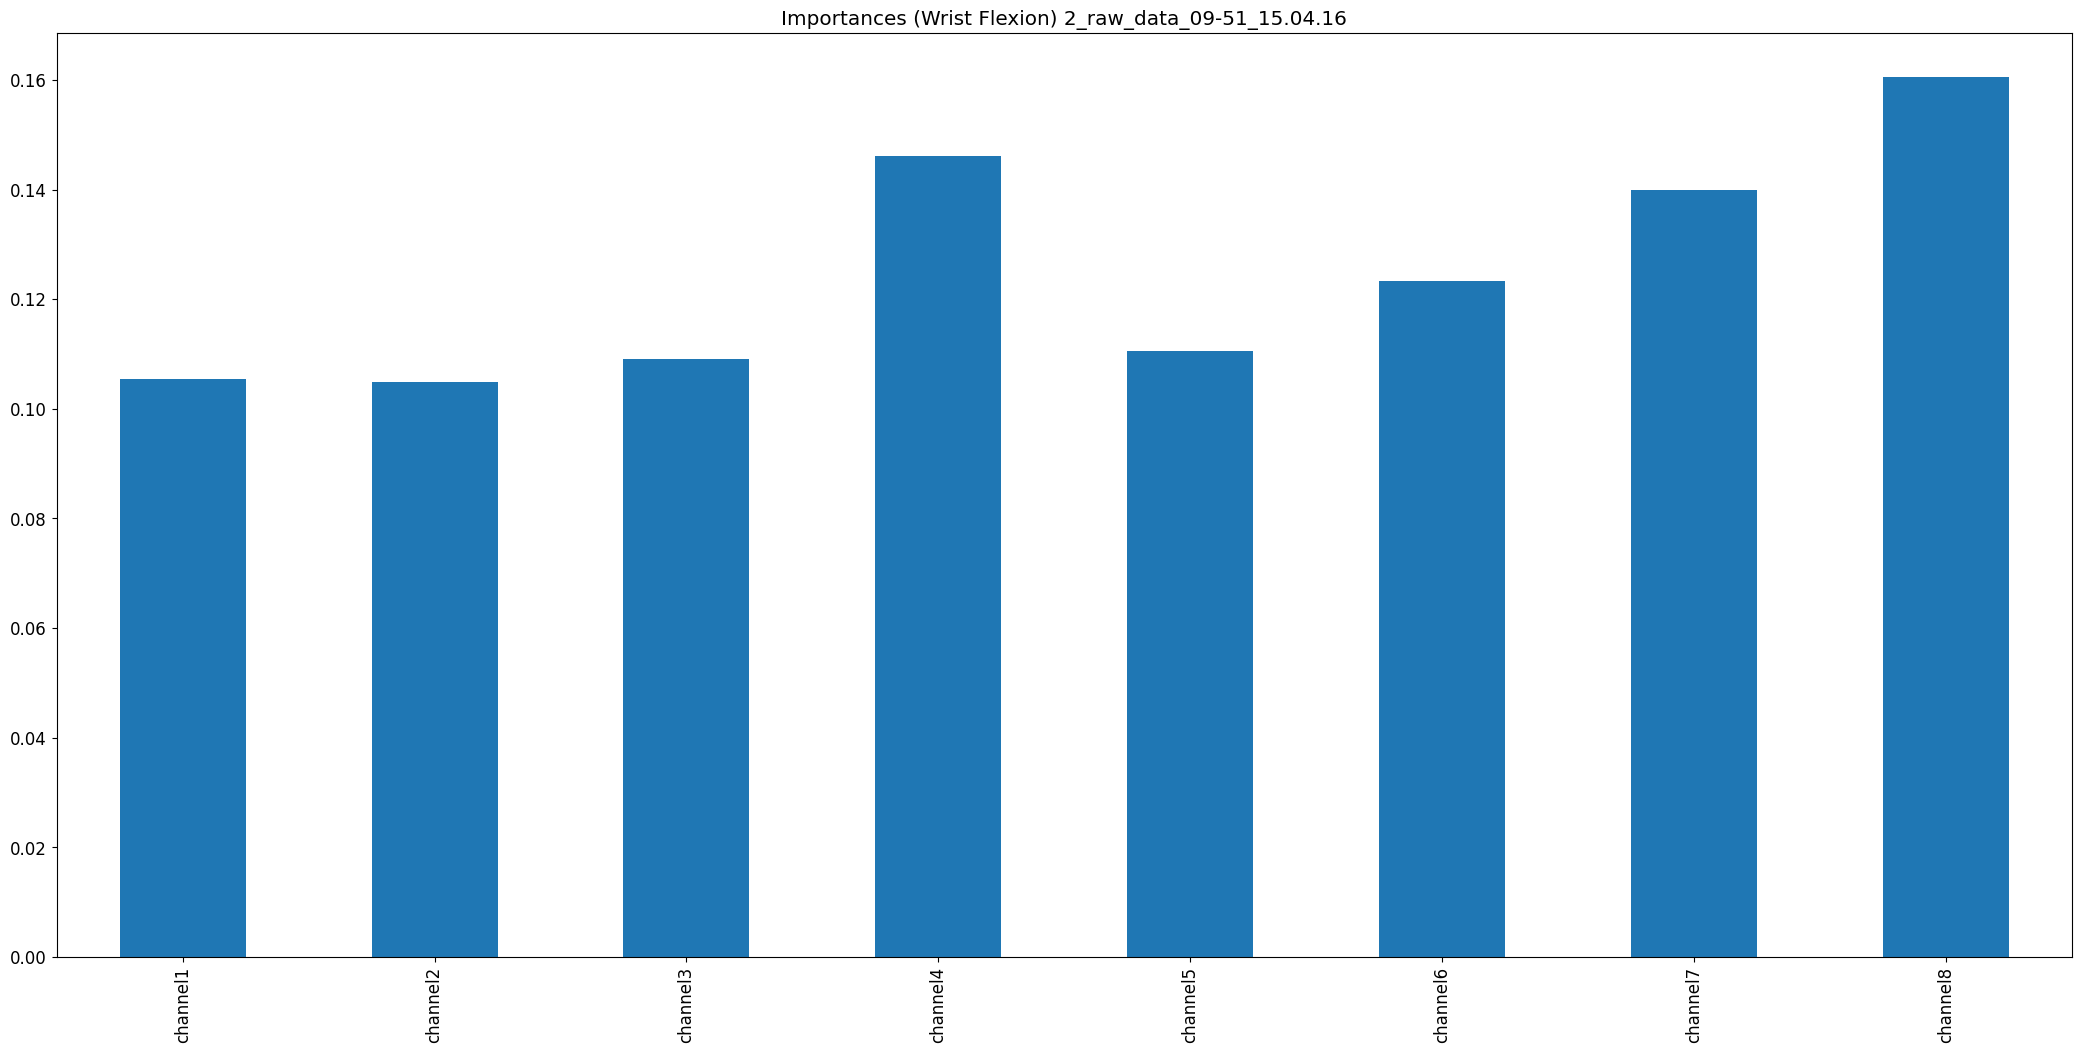 Importances (Wrist Flexion) 2_raw_data_09-51_15.04.16
0.16
0.14
0.12
0.10
0.08
0.06
0.04
0.02
0.00
channel1
channel2
channel3
channel4
channel5
channel6
channel7
channel8